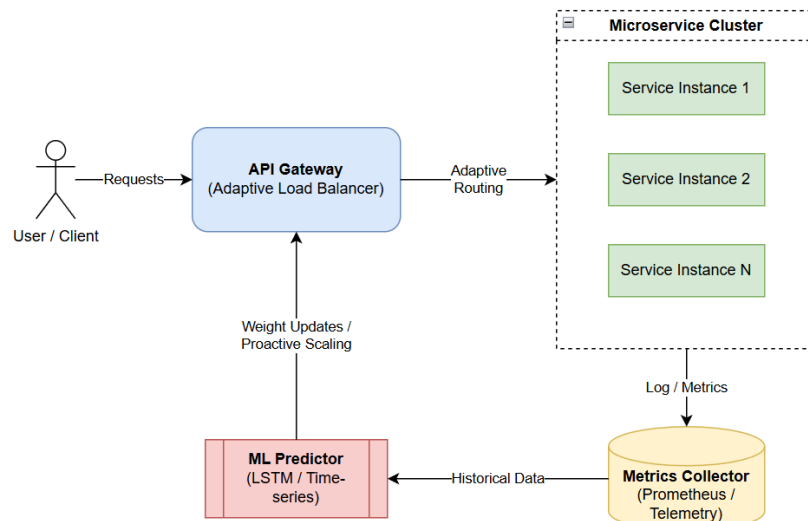 Microservice Cluster
Service Instance 1
API Gateway
(Adaptive Load Balancer)
Requests
Adaptive
Routing
Service Instance 2
User / Client
Service Instance N
Weight Updates /
Proactive Scaling
Log / Metrics
ML Predictor
(LSTM / Time-
series)
Historical Data
Metrics Collector
(Prometheus /
Telemetry)